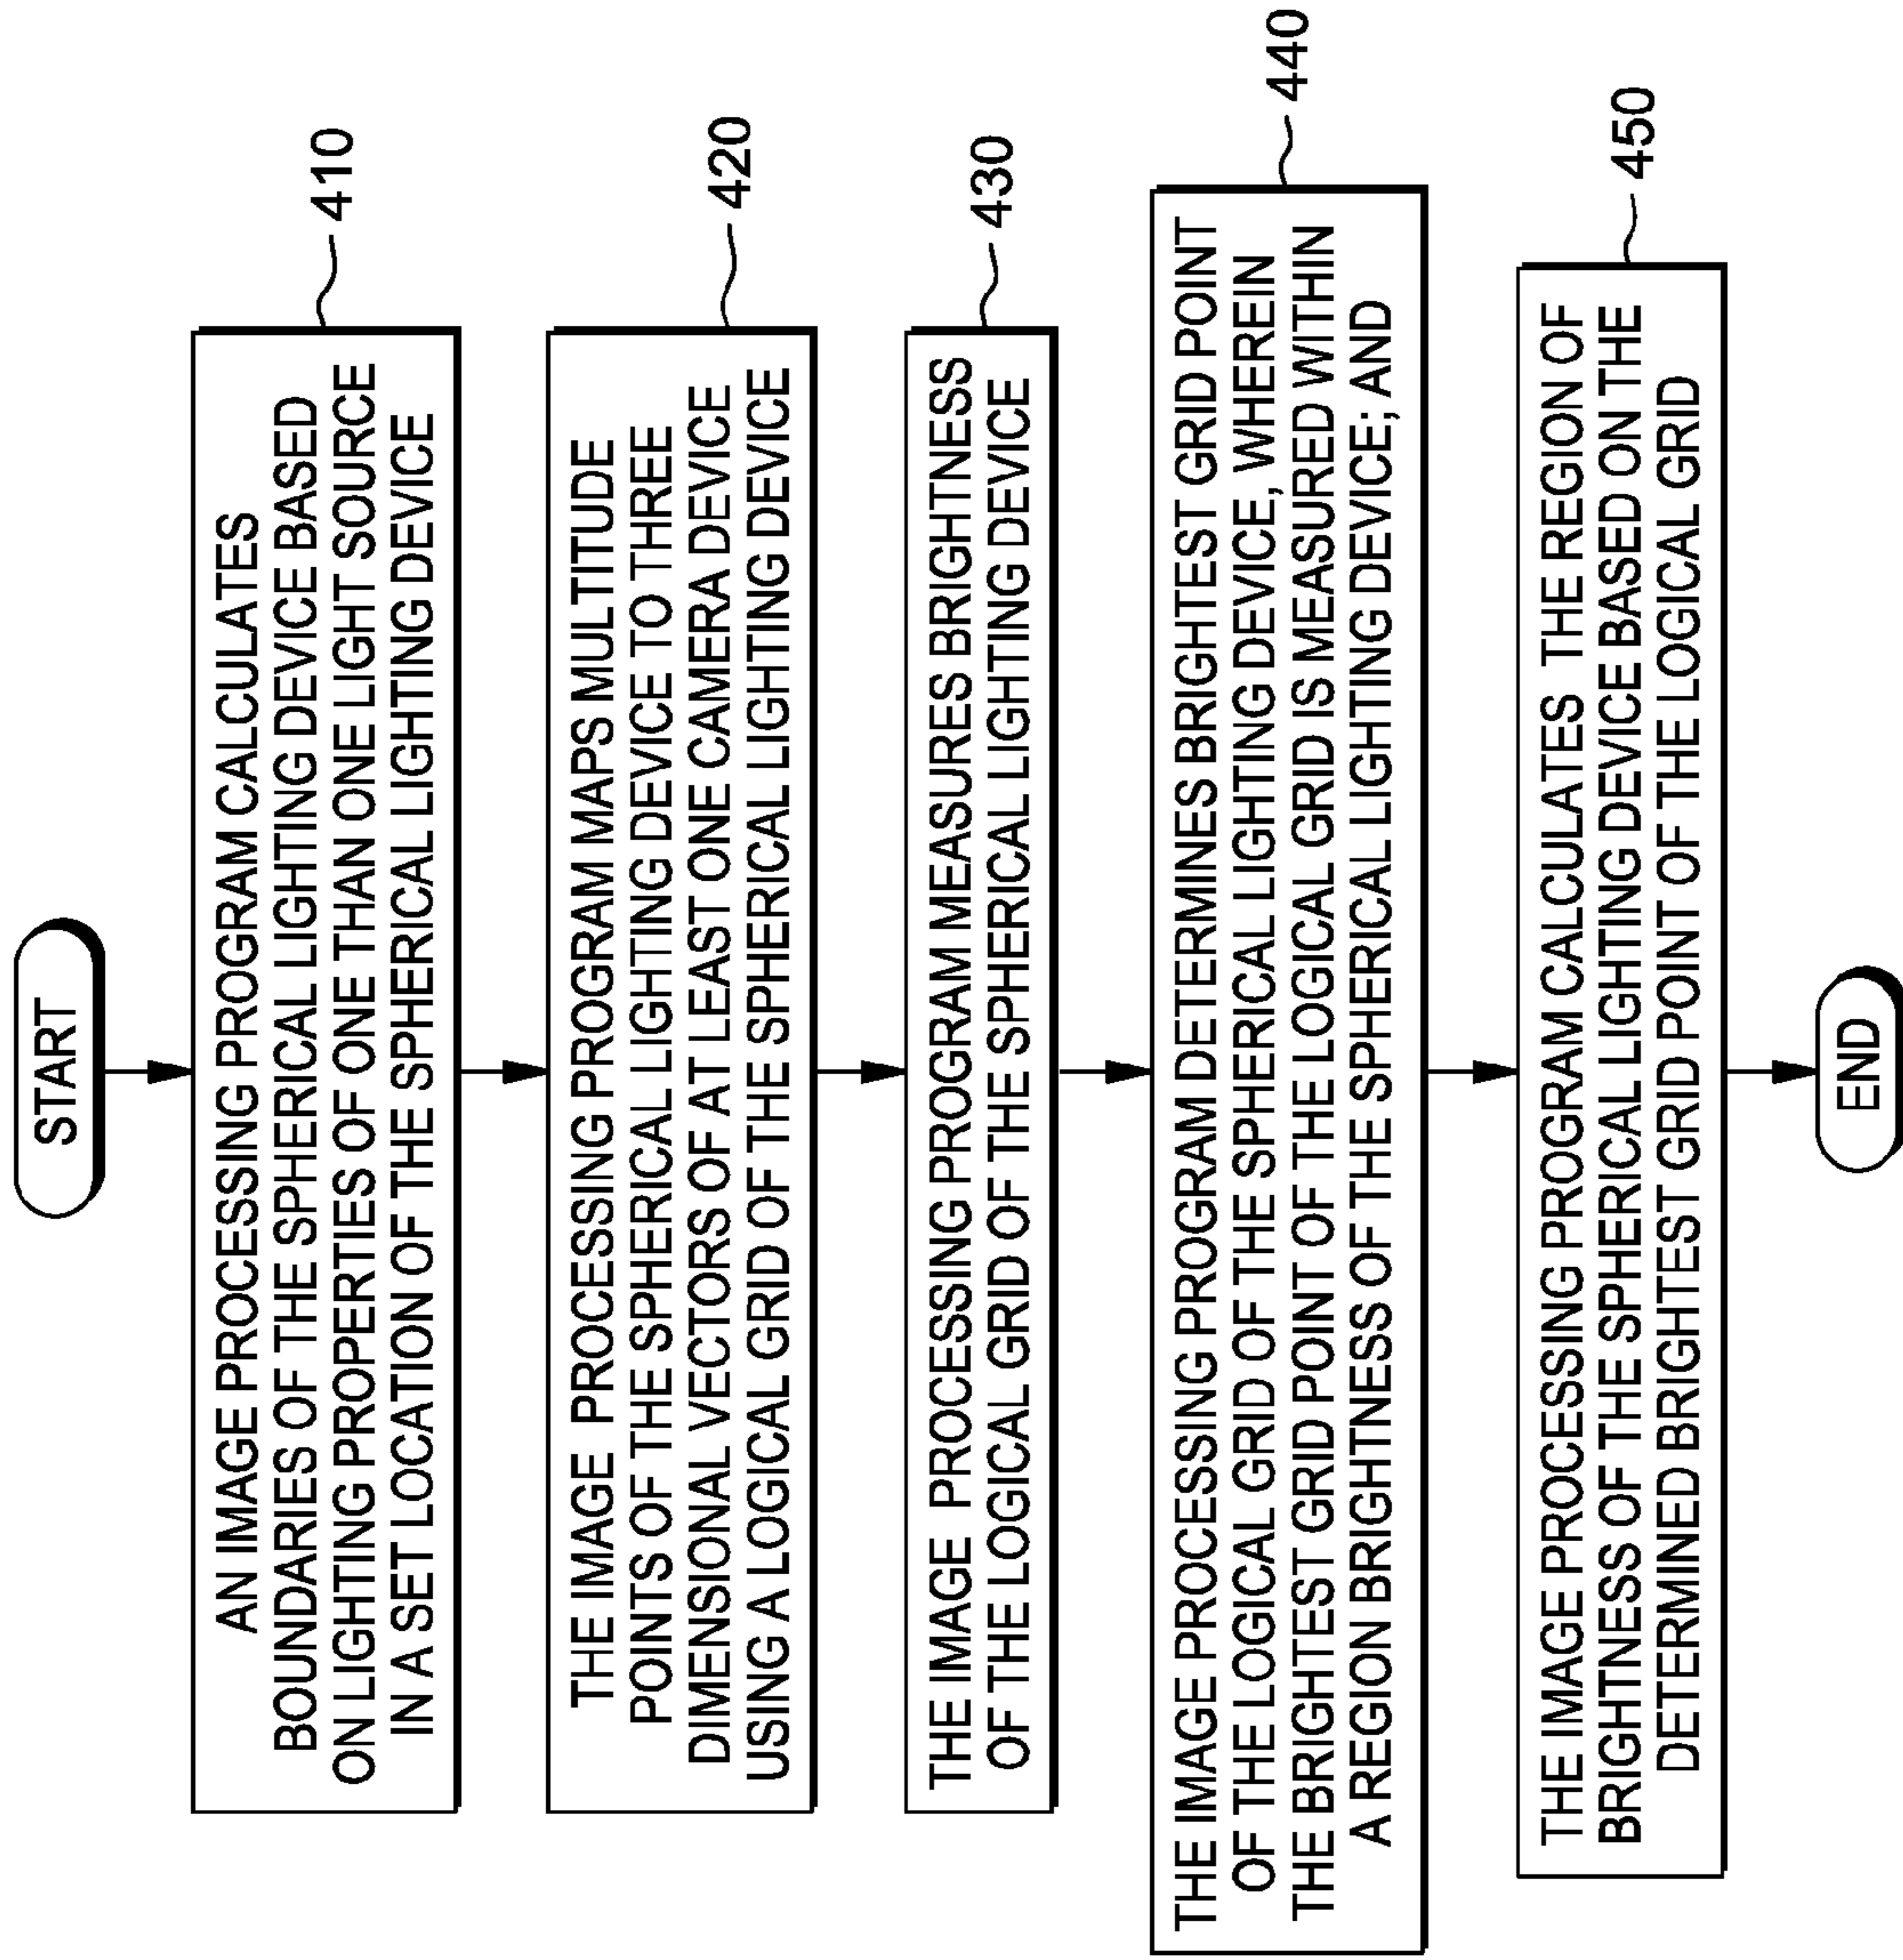 START
AN IMAGE PROCESSING PROGRAM CALCULATES
BOUNDARIES OF THE SPHERICAL LIGHTING DEVICE BASED
ON LIGHTING PROPERTIES OF ONE THAN ONE LIGHT SOURCE
IN A SET LOCATION OF THE SPHERICAL LIGHTING DEVICE
410
THE IMAGE PROCESSING PROGRAM MAPS MULTITUDE
POINTS OF THE SPHERICAL LIGHTING DEVICE TO THREE
DIMENSIONAL VECTORS OF AT LEAST ONE CAMERA DEVICE
USING A LOGICAL GRID OF THE SPHERICAL LIGHTING DEVICE
420
THE IMAGE PROCESSING PROGRAM MEASURES BRIGHTNESS
OF THE LOGICAL GRID OF THE SPHERICAL LIGHTING DEVICE
430
THE IMAGE PROCESSING PROGRAM DETERMINES BRIGHTEST GRID POINT
OF THE LOGICAL GRID OF THE SPHERICAL LIGHTING DEVICE, WHEREIN
THE BRIGHTEST GRID POINT OF THE LOGICAL GRID IS MEASURED WITHIN
A REGION BRIGHTNESS OF THE SPHERICAL LIGHTING DEVICE; AND
440
THE IMAGE PROCESSING PROGRAM CALCULATES THE REGION OF
BRIGHTNESS OF THE SPHERICAL LIGHTING DEVICE BASED ON THE
DETERMINED BRIGHTEST GRID POINT OF THE LOGICAL GRID
450
END